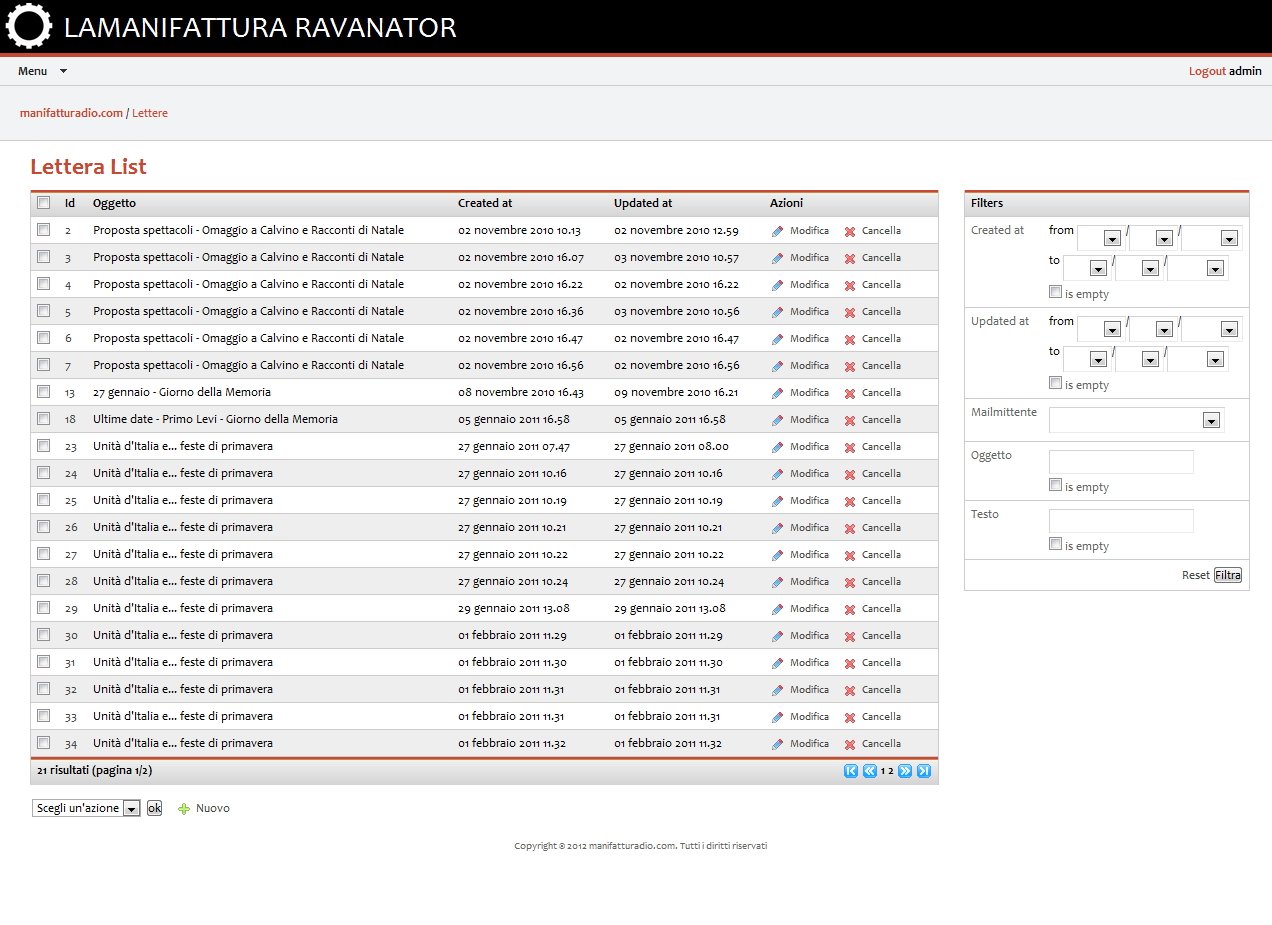 LAMANIFATTURA RAVANATOR
Menu Logout admin
manifatturadio.com / Lettere
Lettera List
Id Oggetto Created at Updated at Azioni
2 Proposta spettacoli - Omaggio a Calvino e Racconti di Natale 02 novembre 2010 10.13 02 novembre 2010 12.59 Modifica Cancella
3 Proposta spettacoli - Omaggio a Calvino e Racconti di Natale 02 novembre 2010 16.07 03 novembre 2010 10.57 Modifica Cancella
4 Proposta spettacoli - Omaggio a Calvino e Racconti di Natale 02 novembre 2010 16.22 02 novembre 2010 16.22 Modifica Cancella
5 Proposta spettacoli - Omaggio a Calvino e Racconti di Natale 02 novembre 2010 16.36 03 novembre 2010 10.56 Modifica Cancella
6 Proposta spettacoli - Omaggio a Calvino e Racconti di Natale 02 novembre 2010 16.47 02 novembre 2010 16.47 Modifica Cancella
7 Proposta spettacoli - Omaggio a Calvino e Racconti di Natale 02 novembre 2010 16.56 02 novembre 2010 16.56 Modifica Cancella
13 27 gennaio - Giorno della Memoria 08 novembre 2010 16.43 09 novembre 2010 16.21 Modifica Cancella
18 Ultime date - Primo Levi - Giorno della Memoria 05 gennaio 2011 16.58 05 gennaio 2011 16.58 Modifica Cancella
23 Unità d'Italia e... feste di primavera 27 gennaio 2011 07.47 27 gennaio 2011 08.00 Modifica Cancella
24 Unità d'Italia e... feste di primavera 27 gennaio 2011 10.16 27 gennaio 2011 10.16 Modifica Cancella
25 Unità d'Italia e... feste di primavera 27 gennaio 2011 10.19 27 gennaio 2011 10.19 Modifica Cancella
26 Unità d'Italia e... feste di primavera 27 gennaio 2011 10.21 27 gennaio 2011 10.21 Modifica Cancella
27 Unità d'Italia e... feste di primavera 27 gennaio 2011 10.22 27 gennaio 2011 10.22 Modifica Cancella
28 Unità d'Italia e... feste di primavera 27 gennaio 2011 10.24 27 gennaio 2011 10.24 Modifica Cancella
29 Unità d'Italia e... feste di primavera 29 gennaio 2011 13.08 29 gennaio 2011 13.08 Modifica Cancella
30 Unità d'Italia e... feste di primavera 01 febbraio 2011 11.29 01 febbraio 2011 11.29 Modifica Cancella
31 Unità d'Italia e... feste di primavera 01 febbraio 2011 11.30 01 febbraio 2011 11.30 Modifica Cancella
32 Unità d'Italia e... feste di primavera 01 febbraio 2011 11.31 01 febbraio 2011 11.31 Modifica Cancella
33 Unità d'Italia e... feste di primavera 01 febbraio 2011 11.31 01 febbraio 2011 11.31 Modifica Cancella
34 Unità d'Italia e... feste di primavera 01 febbraio 2011 11.32 01 febbraio 2011 11.32 Modifica Cancella
21 risultati (pagina 1/2) 1 2
Scegli un'azione ok Nuovo
Filters
Created at from / /
to / /
is empty
Updated at from / /
to / /
is empty
Mailmittente
Oggetto
is empty
Testo
is empty
Reset Filtra
Copyright © 2012 manifatturadio.com. Tutti i diritti riservati